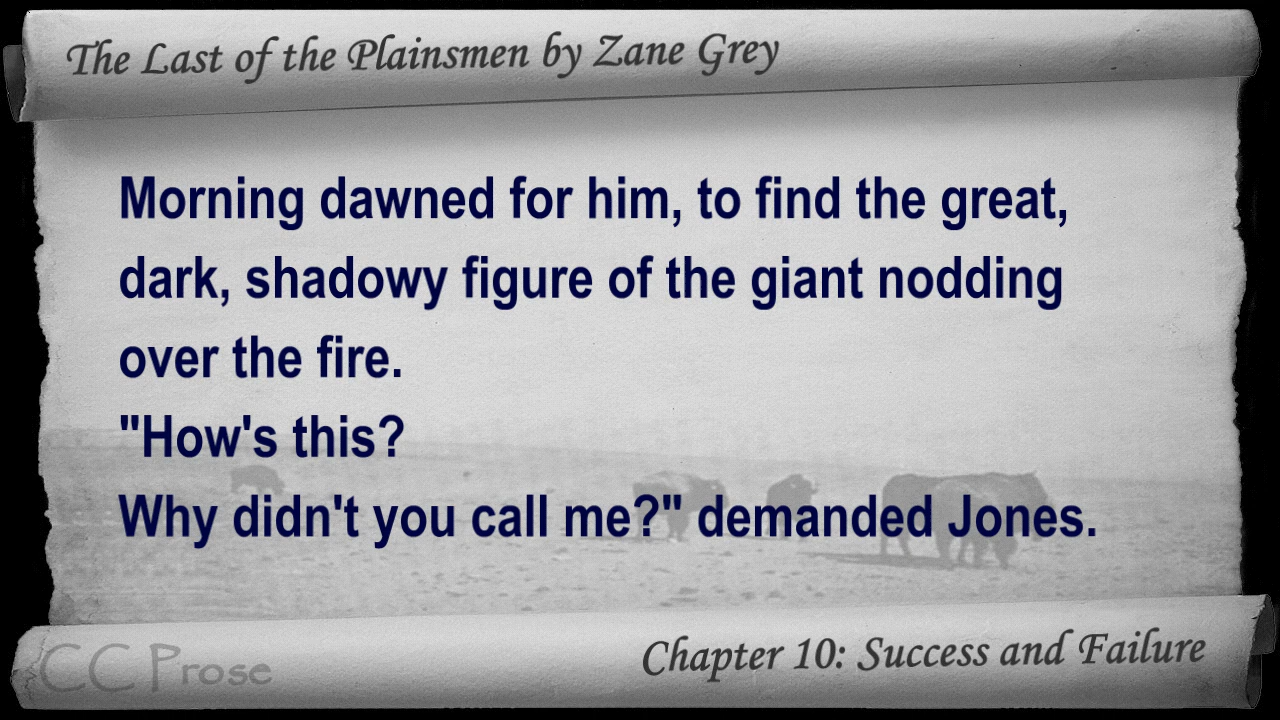 The Last of the Plainsmen by Zane Grey
Morning dawned for him, to find the great,
dark, shadowy figure of the giant nodding
over the fire.
"How's this?
Why didn't you call me?" demanded Jones.
CC Prose
Chapter 10: Success and Failure